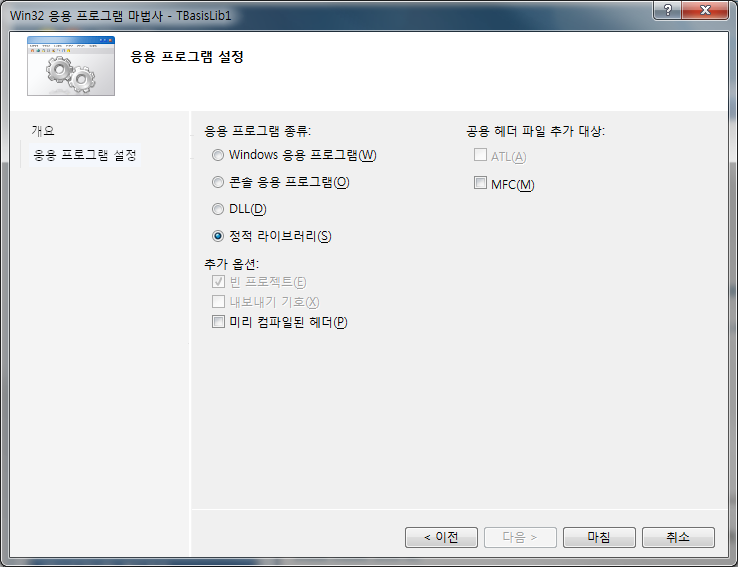 Win32 응용 프로그램 마법사 - TBasisLib1
응용 프로그램 설정
개요
응용 프로그램 설정
응용 프로그램 종류:
Windows 응용 프로그램(W)
콘솔 응용 프로그램(O)
DLL(D)
정적 라이브러리(S)
추가 옵션:
빈 프로젝트(E)
내보내기 기호(X)
미리 컴파일된 헤더(P)
공용 헤더 파일 추가 대상:
ATL(A)
MFC(M)
< 이전
다음 >
마침
취소